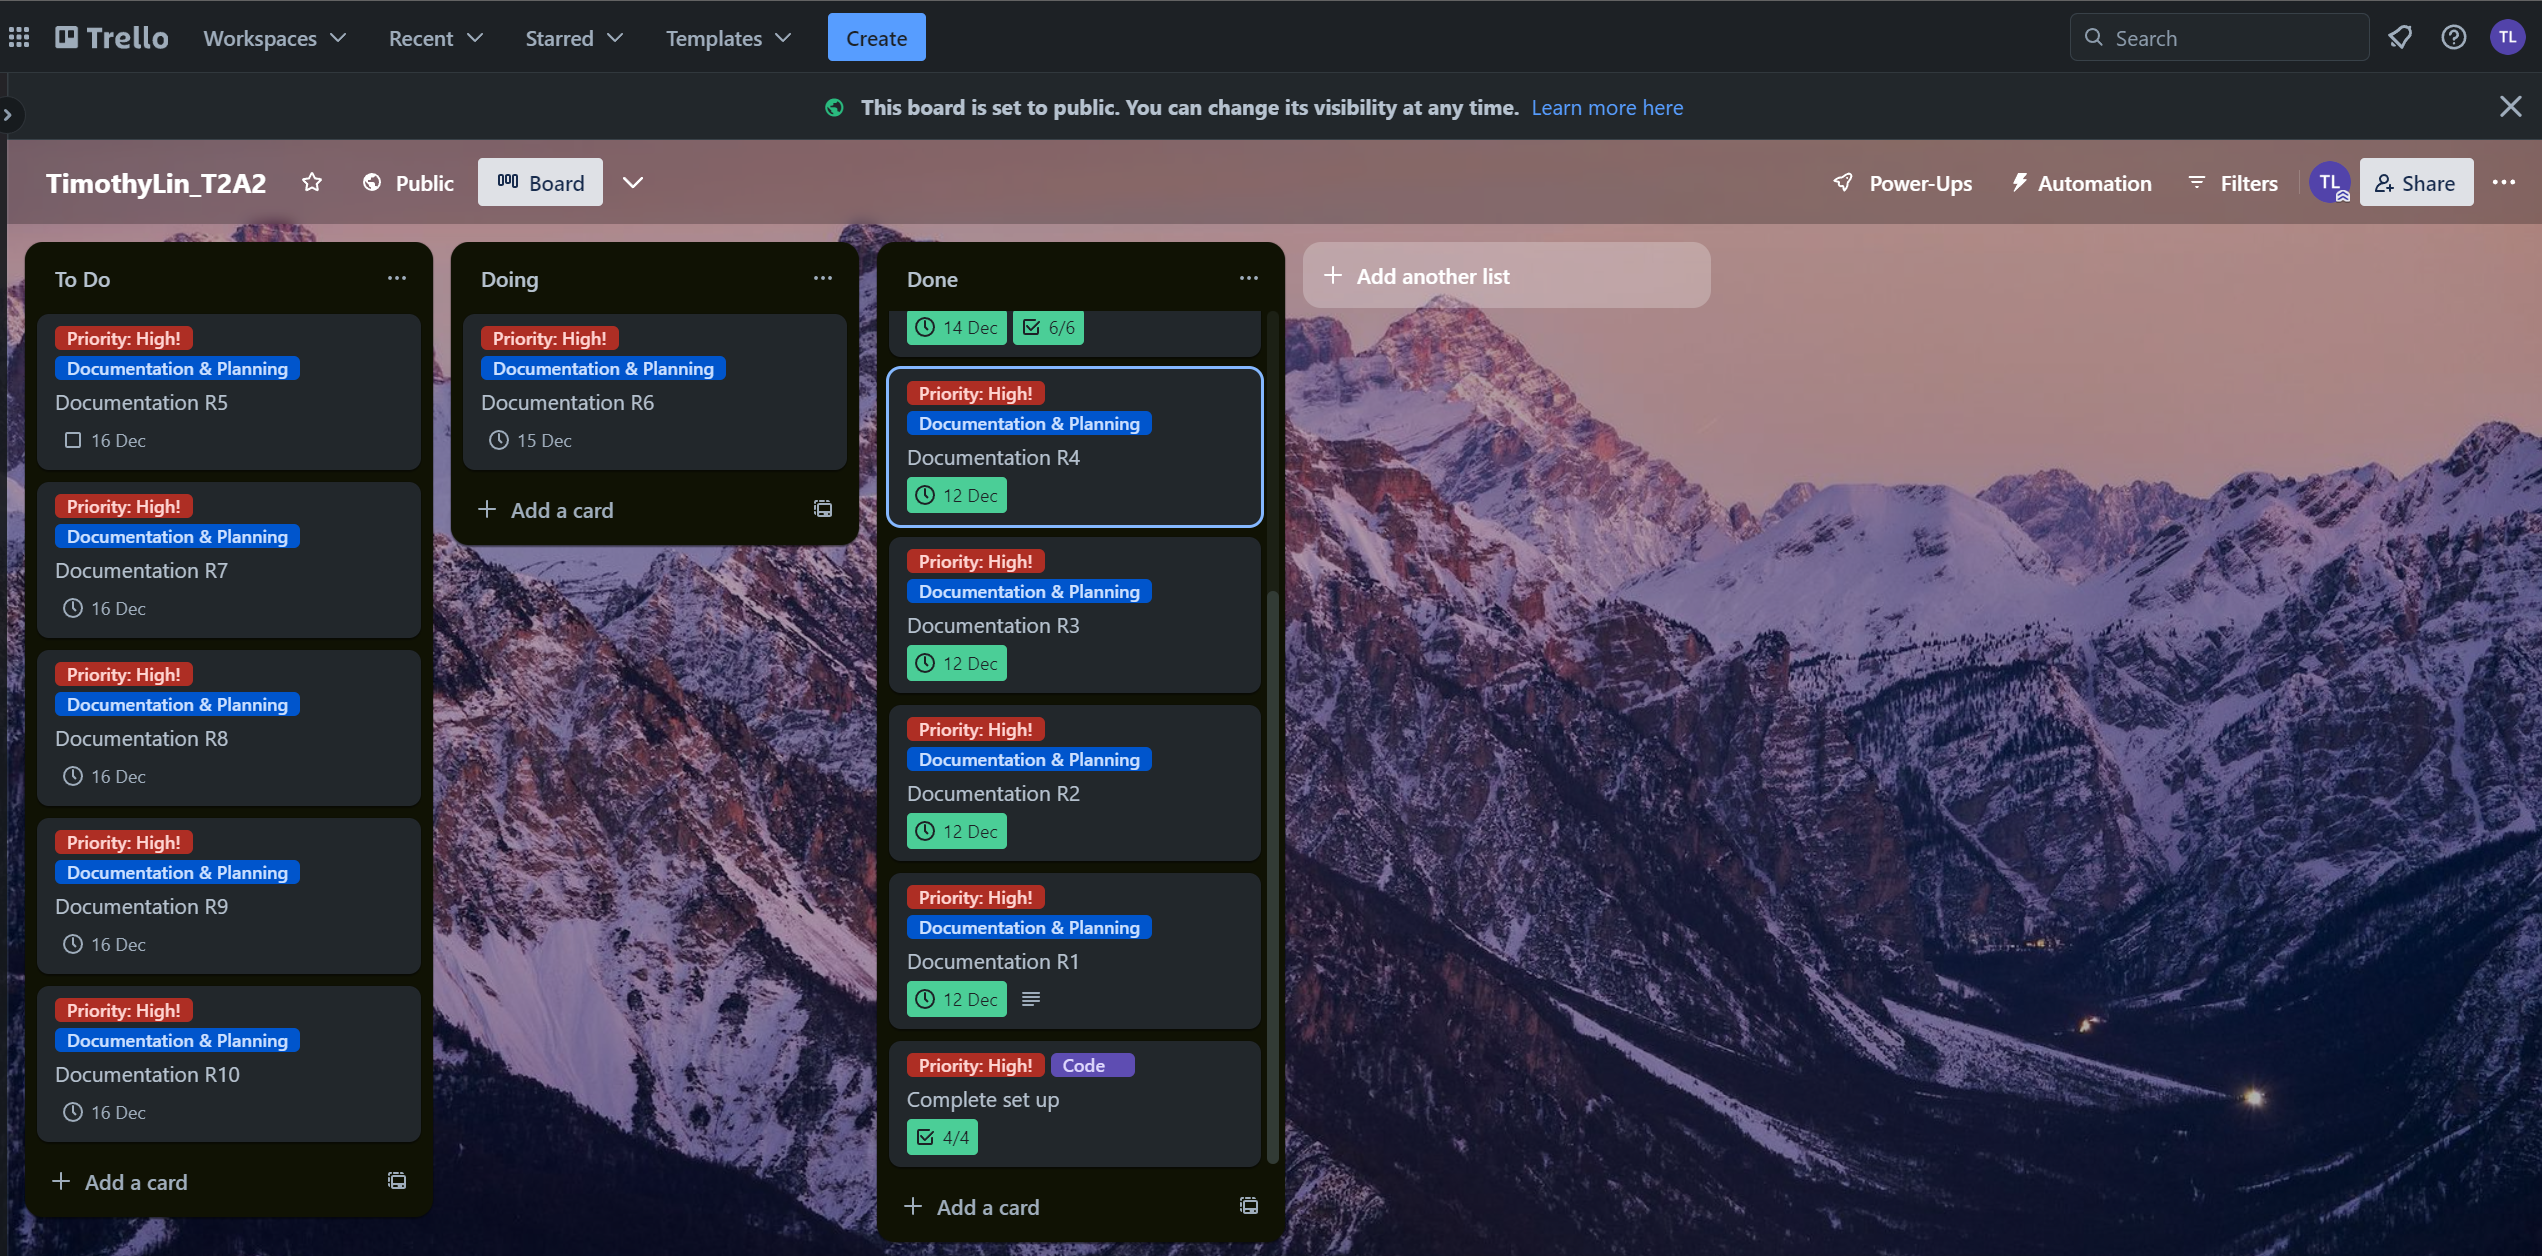 Trello
Workspaces
Recent
Starred
Templates
Create
Search
TL
This board is set to public. You can change its visibility at any time. Learn more here
TimothyLin_T2A2
Public
Board
Power-Ups
Automation
Filters
TL
Share
To Do
Priority: High!
Documentation & Planning
Documentation R5
16 Dec
Priority: High!
Documentation & Planning
Documentation R7
16 Dec
Priority: High!
Documentation & Planning
Documentation R8
16 Dec
Priority: High!
Documentation & Planning
Documentation R9
16 Dec
Priority: High!
Documentation & Planning
Documentation R10
16 Dec
Add a card
Doing
Priority: High!
Documentation & Planning
Documentation R6
15 Dec
Add a card
Done
14 Dec 6/6
Priority: High!
Documentation & Planning
Documentation R4
12 Dec
Priority: High!
Documentation & Planning
Documentation R3
12 Dec
Priority: High!
Documentation & Planning
Documentation R2
12 Dec
Priority: High!
Documentation & Planning
Documentation R1
12 Dec
Priority: High! Code
Complete set up
4/4
Add a card
Add another list